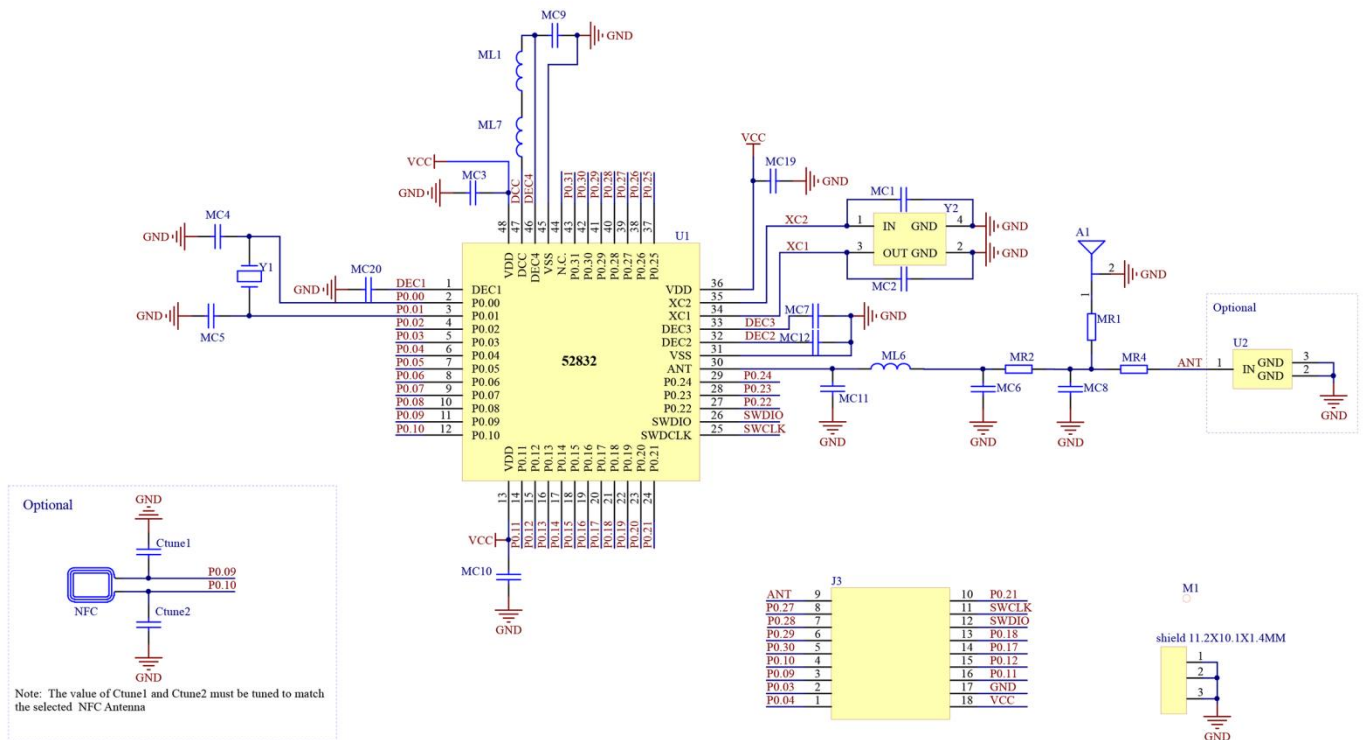 MC9
GND
ML1
ML7
VCC
MC3
GND
DCC
DEC4
P0.31
P0.30
P0.29
P0.28
P0.27
P0.26
P0.25
48
47
46
45
44
43
42
41
40
39
38
37
U1
VDD
DCC
DEC4
VSS
N.C.
P0.31
P0.30
P0.29
P0.28
P0.27
P0.26
P0.25
VCC
MC19
GND
MC1
Y2
XC2 1 IN GND 4 GND
XC1 3 OUT GND 2 GND
MC2
MC4
GND
Y1
GND
MC5
MC20
GND
DEC1 1 DEC1
P0.00 2 P0.00
P0.01 3 P0.01
P0.02 4 P0.02
P0.03 5 P0.03
P0.04 6 P0.04
P0.05 7 P0.05
P0.06 8 P0.06
P0.07 9 P0.07
P0.08 10 P0.08
P0.09 11 P0.09
P0.10 12 P0.10
52832
VDD 36
XC2 35
XC1 34
DEC3 33 DEC3
DEC2 32 DEC2
VSS 31
ANT 30
P0.24 29 P0.24
P0.23 28 P0.23
P0.22 27 P0.22
SWDIO 26 SWDIO
SWDCLK 25 SWCLK
MC7
GND
MC12
ML6
MC11
GND
MC6
GND
MR2
MC8
GND
A1
2
GND
1
MR1
MR4
ANT
Optional
U2
1 IN GND 3
GND 2
GND
VDD
P0.11
P0.12
P0.13
P0.14
P0.15
P0.16
P0.17
P0.18
P0.19
P0.20
P0.21
13
14
15
16
17
18
19
20
21
22
23
24
P0.11
P0.12
P0.13
P0.14
P0.15
P0.16
P0.17
P0.18
P0.19
P0.20
P0.21
VCC
MC10
GND
Optional
GND
Ctune1
P0.09
P0.10
NFC
Ctune2
GND
Note: The value of Ctune1 and Ctune2 must be tuned to match
the selected NFC Antenna
J3
ANT 9 10 P0.21
P0.27 8 11 SWCLK
P0.28 7 12 SWDIO
P0.29 6 13 P0.18
P0.30 5 14 P0.17
P0.10 4 15 P0.12
P0.09 3 16 P0.11
P0.03 2 17 GND
P0.04 1 18 VCC
M1
shield 11.2X10.1X1.4MM
1
2
3
GND